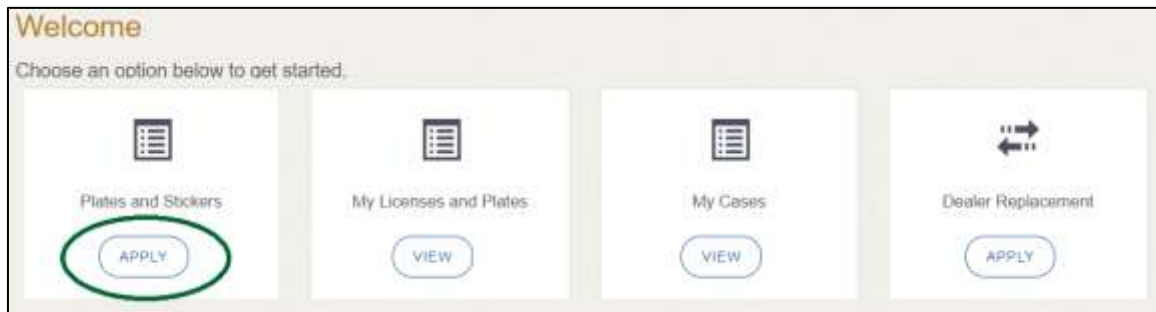 Welcome
Choose an option below to get started.
Plates and Stickers
My Licenses and Plates
My Cases
Dealer Replacement
APPLY
VIEW
VIEW
APPLY